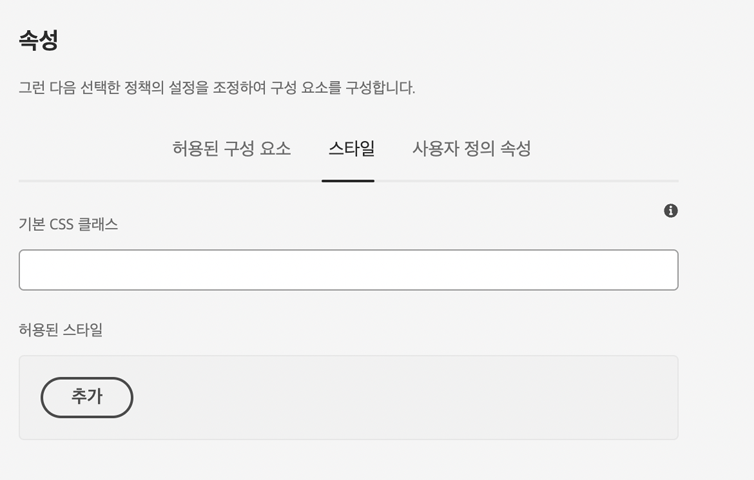 속성
그런 다음 선택한 정책의 설정을 조정하여 구성 요소를 구성합니다.
허용된 구성 요소 스타일 사용자 정의 속성
기본 CSS 클래스
허용된 스타일
추가